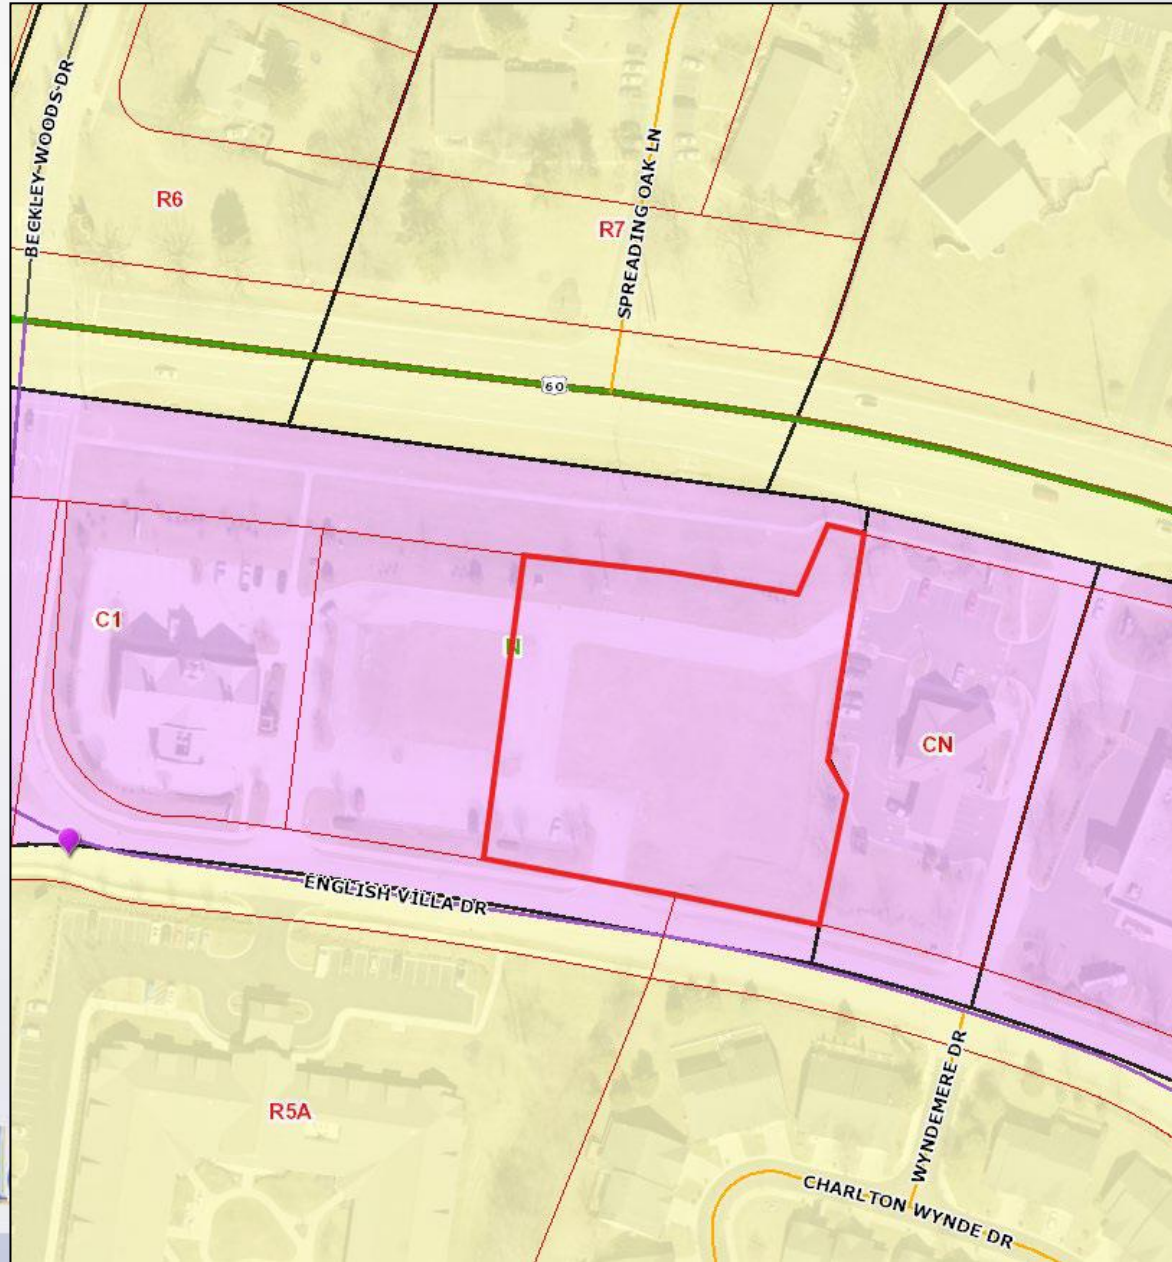 BECKLEY WOODS DR
SPREADING OAK LN
R6
R7
60
C1
N
CN
ENGLISH VILLA DR
R5A
WYNDEMERE DR
CHARLTON WYNDE DR